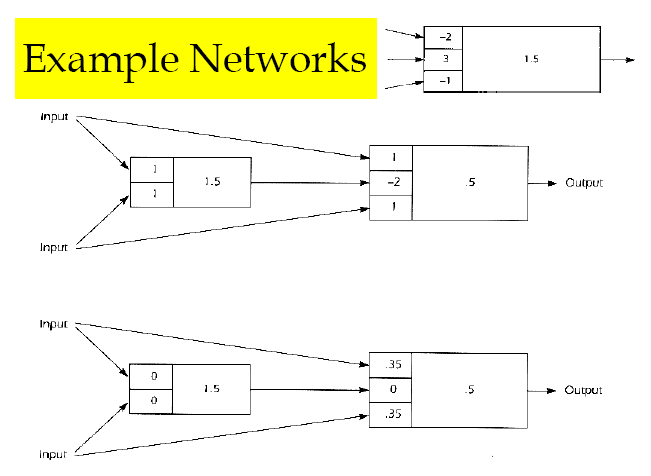 Example Networks
−2
3
1.5
−1
Input
1
1
1.5
1
−2
.5
Output
1
Input
Input
.35
0
1.5
0
.5
Output
0
.35
Input